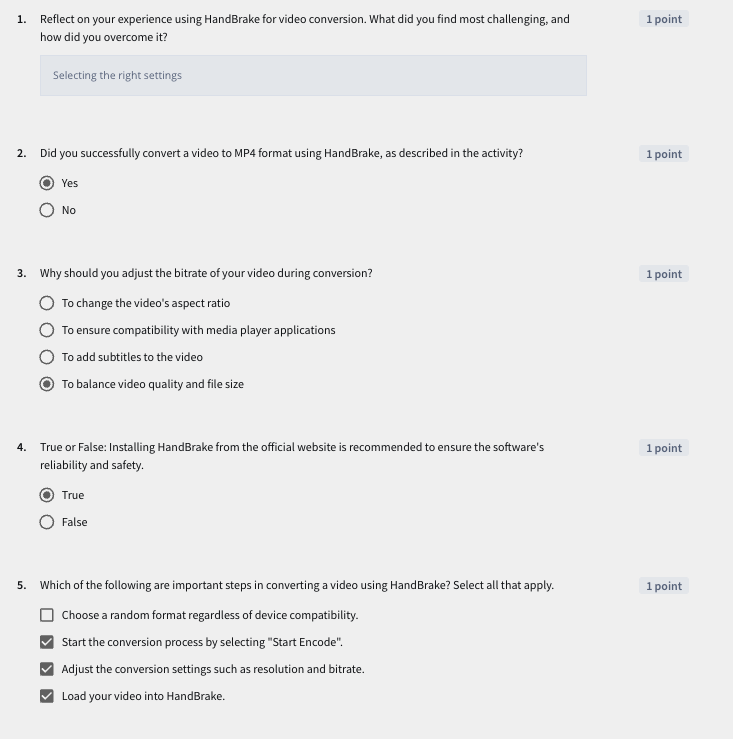 1. Reflect on your experience using HandBrake for video conversion. What did you find most challenging, and 1 point
how did you overcome it?
Selecting the right settings
2. Did you successfully convert a video to MP4 format using HandBrake, as described in the activity? 1 point
Yes
No
3. Why should you adjust the bitrate of your video during conversion? 1 point
To change the video's aspect ratio
To ensure compatibility with media player applications
To add subtitles to the video
To balance video quality and file size
4. True or False: Installing HandBrake from the official website is recommended to ensure the software's 1 point
reliability and safety.
True
False
5. Which of the following are important steps in converting a video using HandBrake? Select all that apply. 1 point
Choose a random format regardless of device compatibility.
Start the conversion process by selecting "Start Encode".
Adjust the conversion settings such as resolution and bitrate.
Load your video into HandBrake.